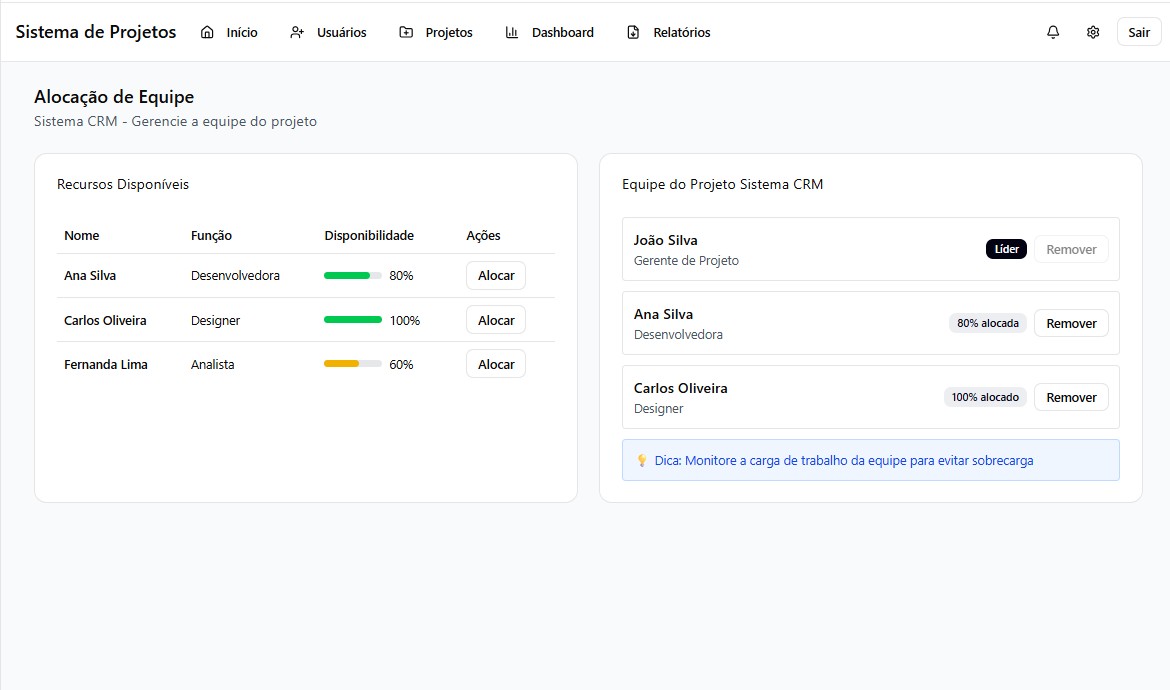 Sistema de Projetos Início Usuários Projetos Dashboard Relatórios Sair
Alocação de Equipe
Sistema CRM - Gerencie a equipe do projeto
Recursos Disponíveis
Nome Função Disponibilidade Ações
Ana Silva Desenvolvedora 80% Alocar
Carlos Oliveira Designer 100% Alocar
Fernanda Lima Analista 60% Alocar
Equipe do Projeto Sistema CRM
João Silva
Gerente de Projeto
Líder Remover
Ana Silva
Desenvolvedora
80% alocada Remover
Carlos Oliveira
Designer
100% alocado Remover
Dica: Monitore a carga de trabalho da equipe para evitar sobrecarga